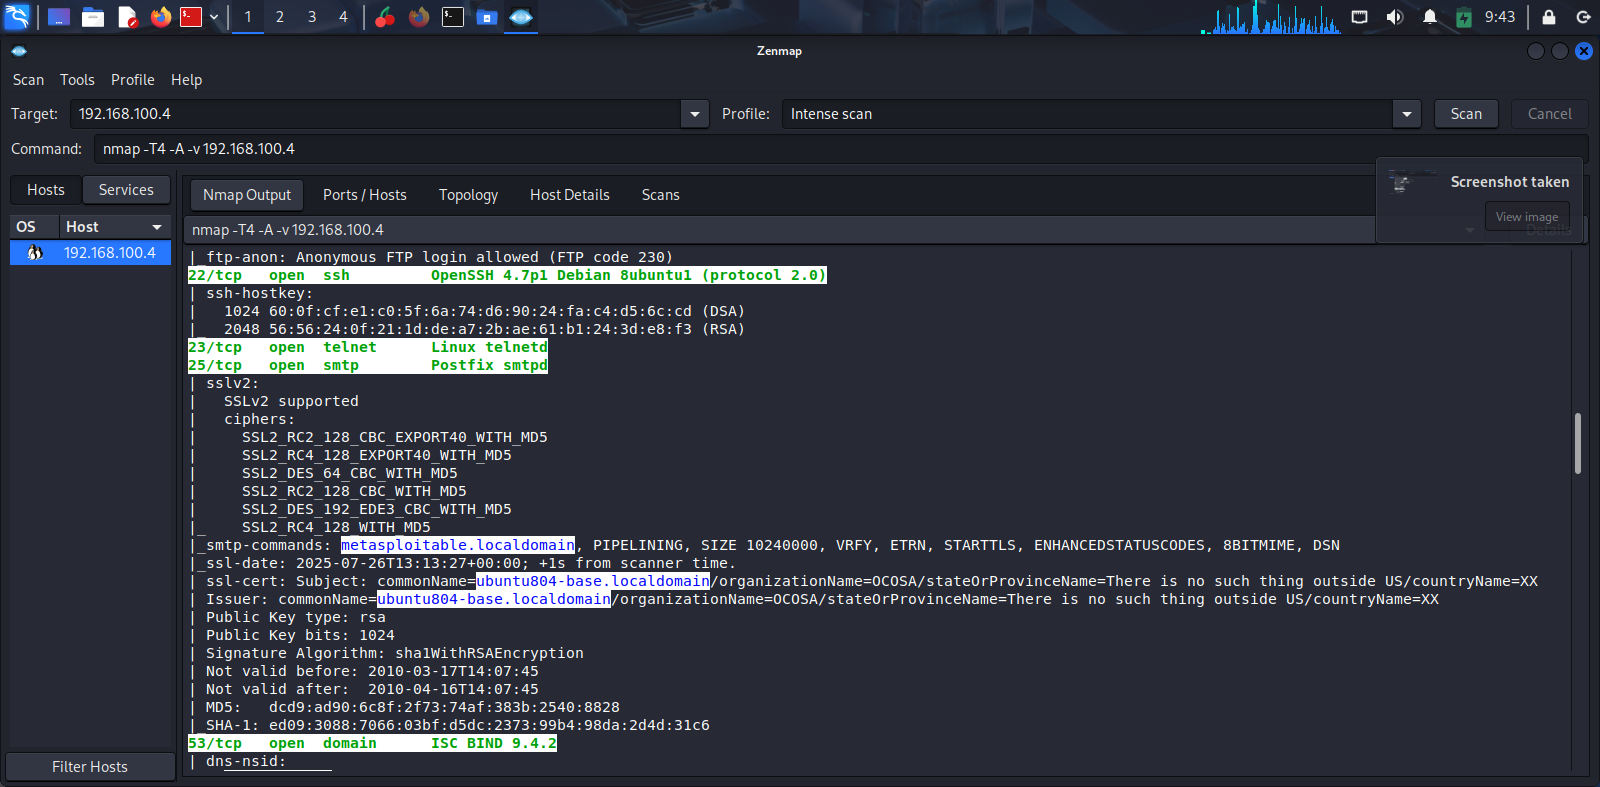 1 2 3 4 9:43
Zenmap
Scan Tools Profile Help
Target: 192.168.100.4 Profile: Intense scan Scan Cancel
Command: nmap -T4 -A -v 192.168.100.4
Hosts Services
Nmap Output Ports / Hosts Topology Host Details Scans
Screenshot taken
View image
OS Host
192.168.100.4
nmap -T4 -A -v 192.168.100.4 Details
|_ftp-anon: Anonymous FTP login allowed (FTP code 230)
22/tcp open ssh OpenSSH 4.7p1 Debian 8ubuntu1 (protocol 2.0)
| ssh-hostkey:
| 1024 60:0f:cf:e1:c0:5f:6a:74:d6:90:24:fa:c4:d5:6c:cd (DSA)
|_ 2048 56:56:24:0f:21:1d:de:a7:2b:ae:61:b1:24:3d:e8:f3 (RSA)
23/tcp open telnet Linux telnetd
25/tcp open smtp Postfix smtpd
| sslv2:
| SSLv2 supported
| ciphers:
| SSL2_RC2_128_CBC_EXPORT40_WITH_MD5
| SSL2_RC4_128_EXPORT40_WITH_MD5
| SSL2_DES_64_CBC_WITH_MD5
| SSL2_RC2_128_CBC_WITH_MD5
| SSL2_DES_192_EDE3_CBC_WITH_MD5
|_ SSL2_RC4_128_WITH_MD5
|_smtp-commands: metasploitable.localdomain, PIPELINING, SIZE 10240000, VRFY, ETRN, STARTTLS, ENHANCEDSTATUSCODES, 8BITMIME, DSN
|_ssl-date: 2025-07-26T13:13:27+00:00; +1s from scanner time.
| ssl-cert: Subject: commonName=ubuntu804-base.localdomain/organizationName=OCOSA/stateOrProvinceName=There is no such thing outside US/countryName=XX
| Issuer: commonName=ubuntu804-base.localdomain/organizationName=OCOSA/stateOrProvinceName=There is no such thing outside US/countryName=XX
| Public Key type: rsa
| Public Key bits: 1024
| Signature Algorithm: sha1WithRSAEncryption
| Not valid before: 2010-03-17T14:07:45
| Not valid after: 2010-04-16T14:07:45
| MD5: dcd9:ad90:6c8f:2f73:74af:383b:2540:8828
|_SHA-1: ed09:3088:7066:03bf:d5dc:2373:99b4:98da:2d4d:31c6
53/tcp open domain ISC BIND 9.4.2
| dns-nsid:
Filter Hosts